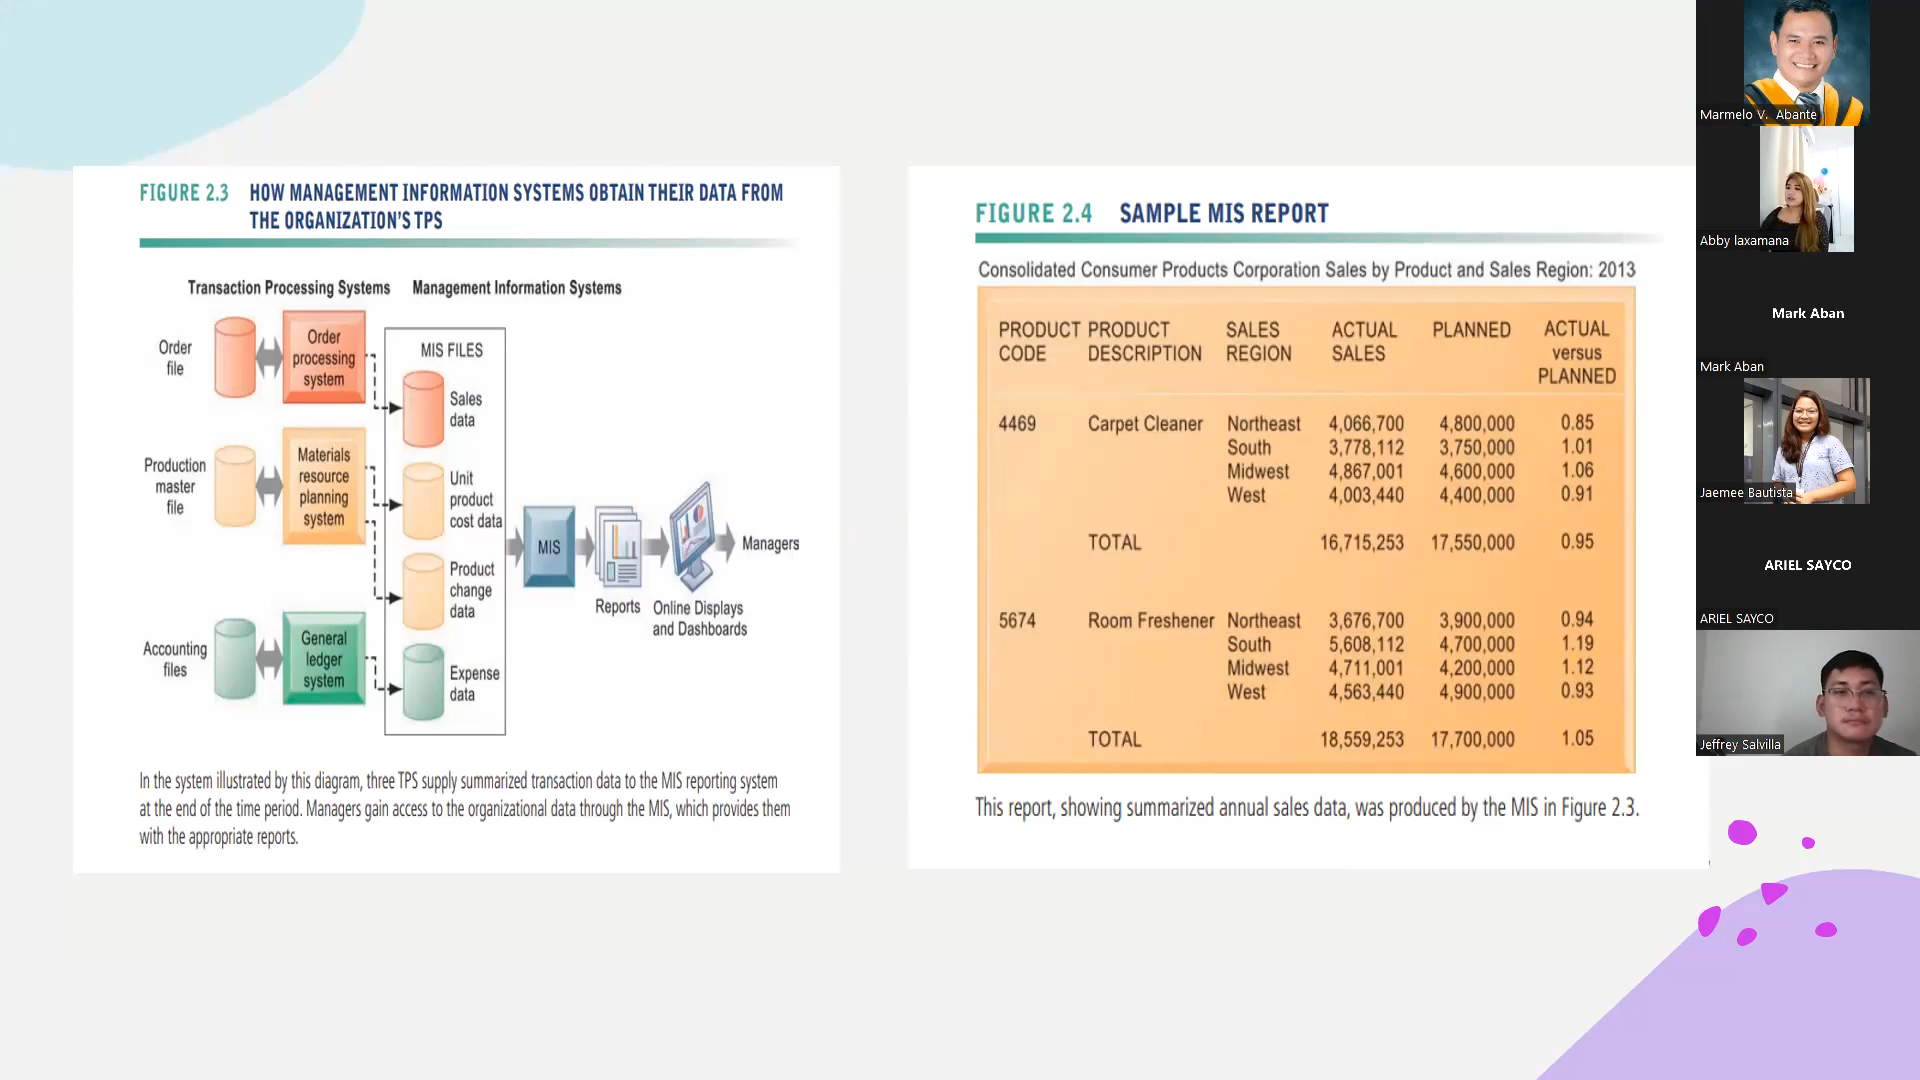 FIGURE 2.3 HOW MANAGEMENT INFORMATION SYSTEMS OBTAIN THEIR DATA FROM
THE ORGANIZATION'S TPS
Transaction Processing Systems Management Information Systems
Order
file
Order
processing
system
Production
master
file
Materials
resource
planning
system
Accounting
files
General
ledger
system
MIS FILES
Sales
data
Unit
product
cost data
Product
change
data
Expense
data
MIS
Reports
Online Displays
and Dashboards
Managers
In the system illustrated by this diagram, three TPS supply summarized transaction data to the MIS reporting system
at the end of the time period. Managers gain access to the organizational data through the MIS, which provides them
with the appropriate reports.
FIGURE 2.4 SAMPLE MIS REPORT
Consolidated Consumer Products Corporation Sales by Product and Sales Region: 2013
PRODUCT PRODUCT SALES ACTUAL PLANNED ACTUAL
CODE DESCRIPTION REGION SALES versus
PLANNED
4469 Carpet Cleaner Northeast 4,066,700 4,800,000 0.85
South 3,778,112 3,750,000 1.01
Midwest 4,867,001 4,600,000 1.06
West 4,003,440 4,400,000 0.91
TOTAL 16,715,253 17,550,000 0.95
5674 Room Freshener Northeast 3,676,700 3,900,000 0.94
South 5,608,112 4,700,000 1.19
Midwest 4,711,001 4,200,000 1.12
West 4,563,440 4,900,000 0.93
TOTAL 18,559,253 17,700,000 1.05
This report, showing summarized annual sales data, was produced by the MIS in Figure 2.3.
Marmelo V. Abante
Abby laxamana
Mark Aban
Mark Aban
Jaemee Bautista
ARIEL SAYCO
ARIEL SAYCO
Jeffrey Salvilla